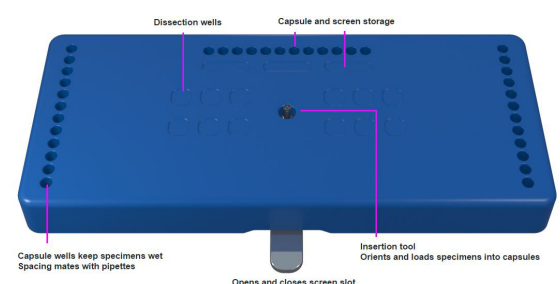 Dissection wells
Capsule and screen storage
Capsule wells keep specimens wet
Spacing mates with pipettes
Insertion tool
Orients and loads specimens into capsules
Opens and closes screen slot